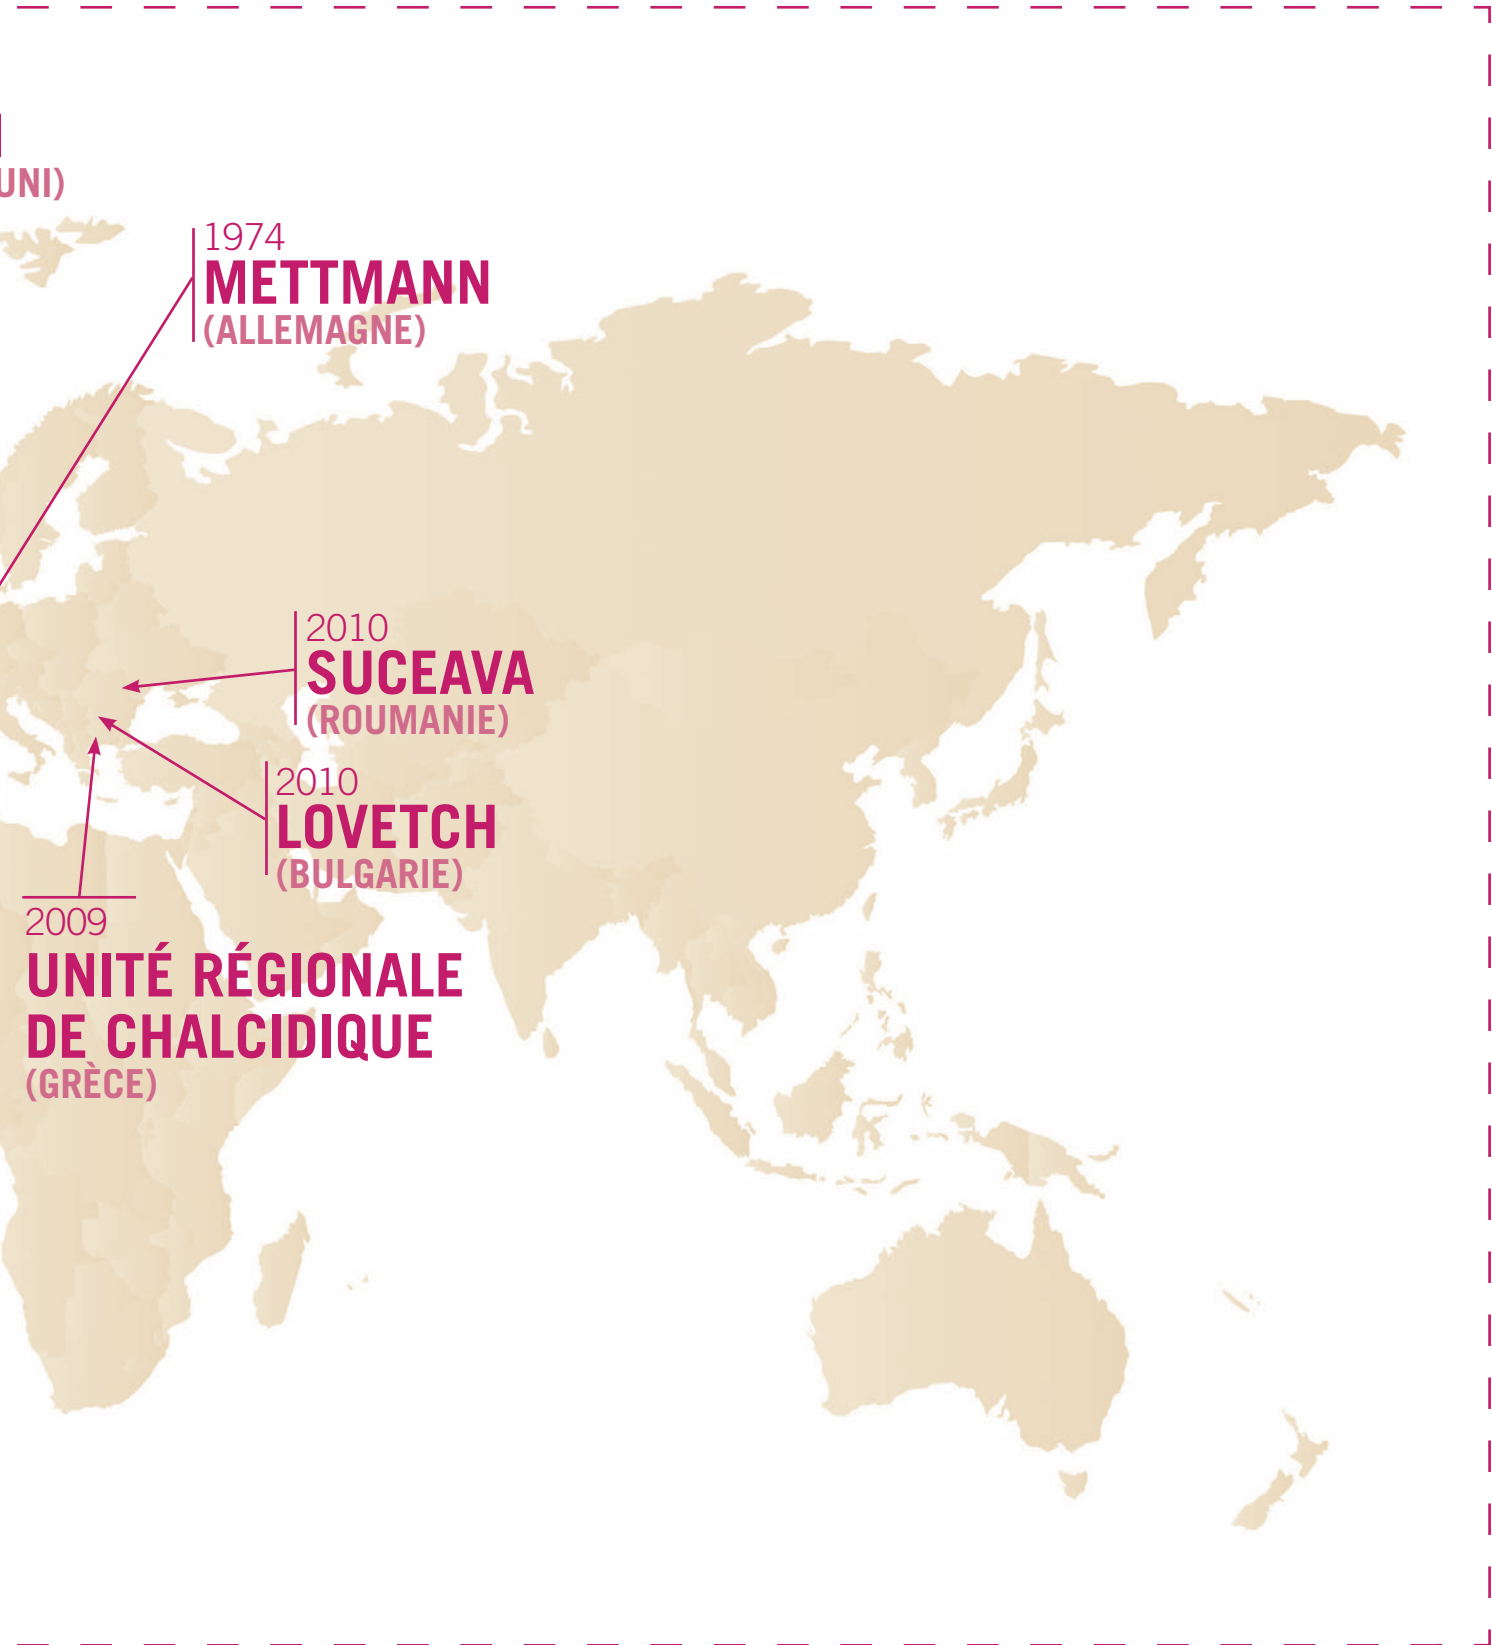 UNI)
1974
METTMANN
(ALLEMAGNE)
2010
SUCEAVA
(ROUMANIE)
2010
LOVETCH
(BULGARIE)
2009
UNITÉ RÉGIONALE
DE CHALCIDIQUE
(GRÈCE)